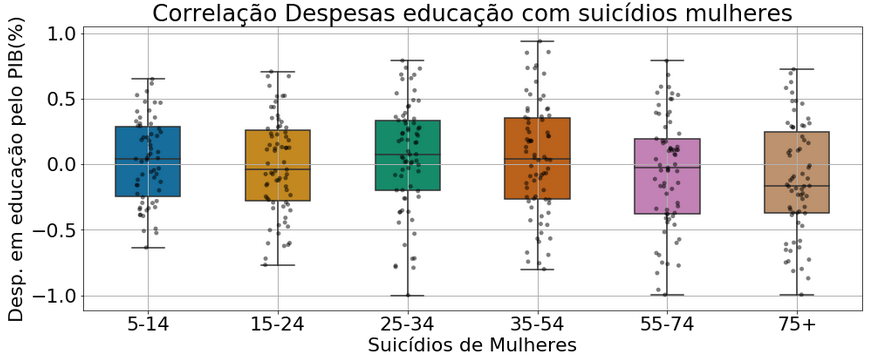 Correlação Despesas educação com suicídios mulheres
Desp. em educação pelo PIB(%)
1.0
0.5
0.0
−0.5
−1.0
5-14 15-24 25-34 35-54 55-74 75+
Suicídios de Mulheres